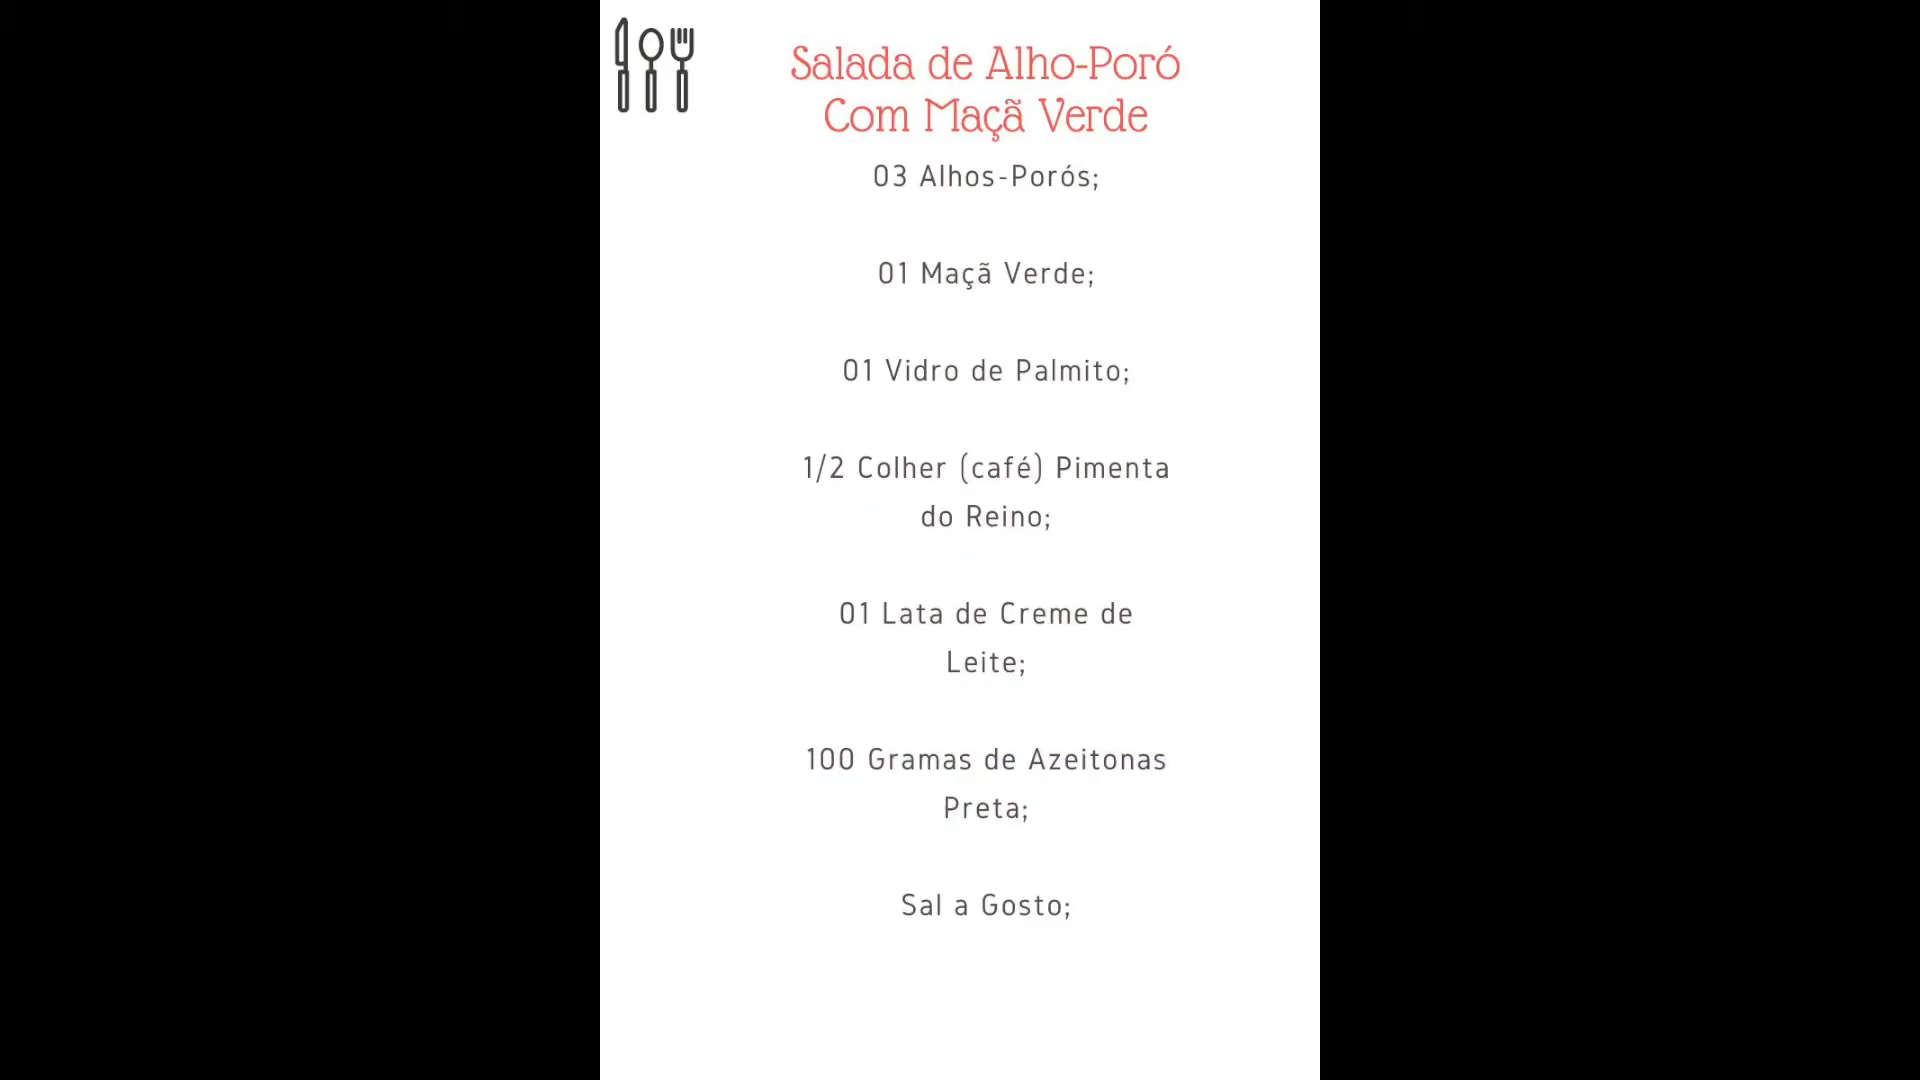 Salada de Alho-Poró
Com Maçã Verde
03 Alhos-Porós;
01 Maçã Verde;
01 Vidro de Palmito;
1/2 Colher (café) Pimenta
do Reino;
01 Lata de Creme de
Leite;
100 Gramas de Azeitonas
Preta;
Sal a Gosto;